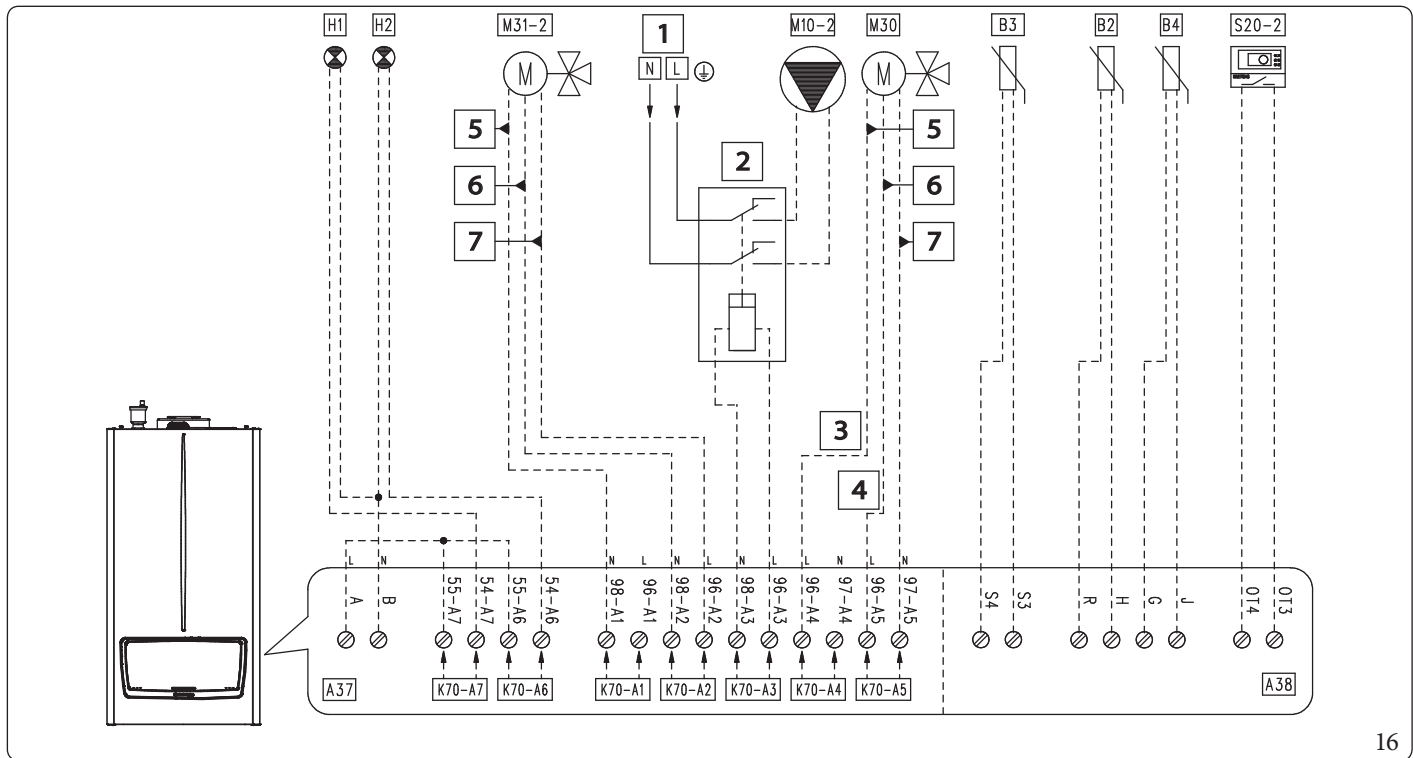 H1 H2 M31-2 1 M10-2 M30 B3 B2 B4 S20-2
N L
M M
5 5
2
6 6
7 7
3
4
L N N L N L N L L N L N
A B 55-A7 54-A7 55-A6 54-A6 98-A1 96-A1 98-A2 96-A2 98-A3 96-A3 96-A4 97-A4 96-A5 97-A5 S4 S3 R H G J OT4 OT3
A37 K70-A7 K70-A6 K70-A1 K70-A2 K70-A3 K70-A4 K70-A5 A38
16